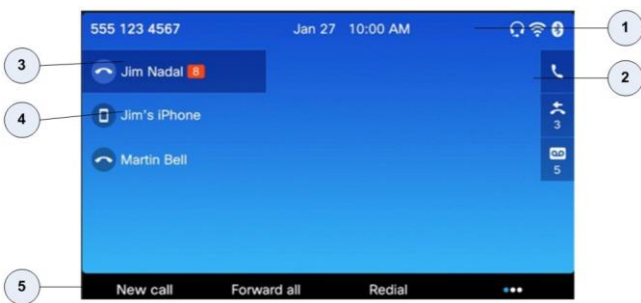 1
555 123 4567 Jan 27 10:00 AM
3
Jim Nadal 8
2
4
Jim's iPhone
3
Martin Bell
5
5
New call Forward all Redial